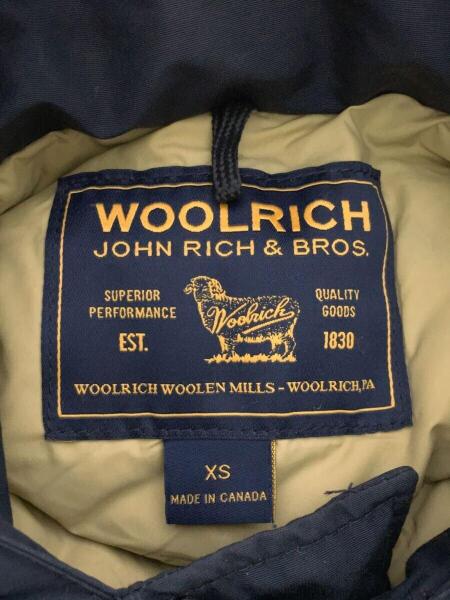 WOOLRICH
JOHN RICH & BROS.
SUPERIOR
PERFORMANCE
EST.
Woolrich
QUALITY
GOODS
1830
WOOLRICH WOOLEN MILLS - WOOLRICH, PA
XS
MADE IN CANADA